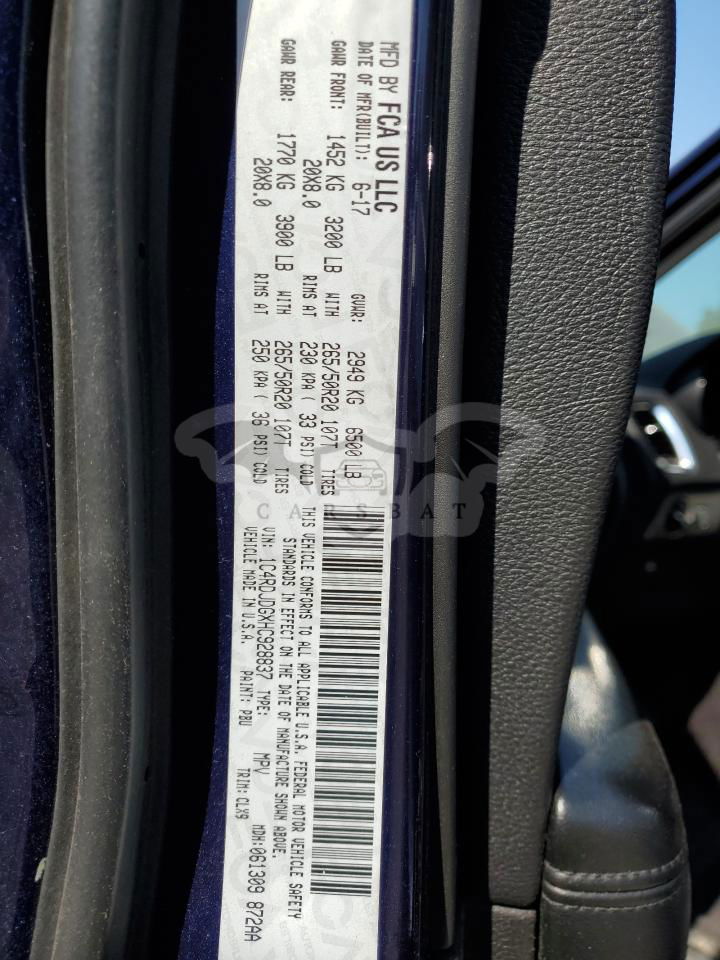 MFD BY FCA US LLC
DATE OF MFR(BUILT): 6-17 GVWR: 2949 KG 6500 LB
GAWR FRONT: 1452 KG 3200 LB WITH 265/50R20 107T TIRES
20X8.0 RIMS AT 230 KPA ( 33 PSI) COLD
GAWR REAR: 1770 KG 3900 LB WITH 265/50R20 107T TIRES
20X8.0 RIMS AT 250 KPA ( 36 PSI) COLD
THIS VEHICLE CONFORMS TO ALL APPLICABLE U.S.A. FEDERAL MOTOR VEHICLE SAFETY
STANDARDS IN EFFECT ON THE DATE OF MANUFACTURE SHOWN ABOVE.
VIN: 1C4RDJDGXHC928837 TYPE: MPV MDH:061309 872AA
VEHICLE MADE IN U.S.A. PAINT: PBU TRIM: CLX9
CARSBAT